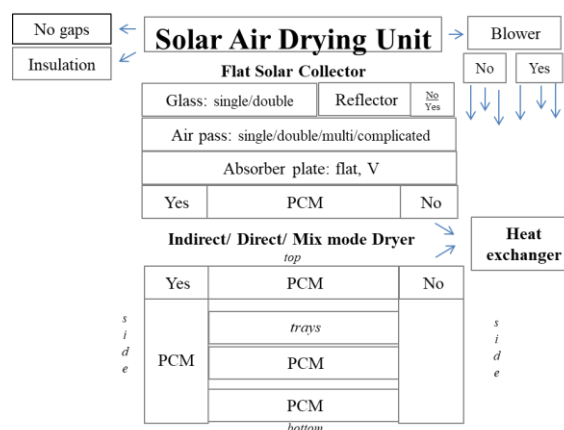 No gaps
Solar Air Drying Unit
Blower
Insulation
No
Yes
Flat Solar Collector
Glass: single/double
Reflector
No
Yes
Air pass: single/double/multi/complicated
Absorber plate: flat, V
Yes
PCM
No
Indirect/ Direct/ Mix mode Dryer
Heat
exchanger
top
Yes
PCM
No
side
trays
side
PCM
PCM
PCM
bottom